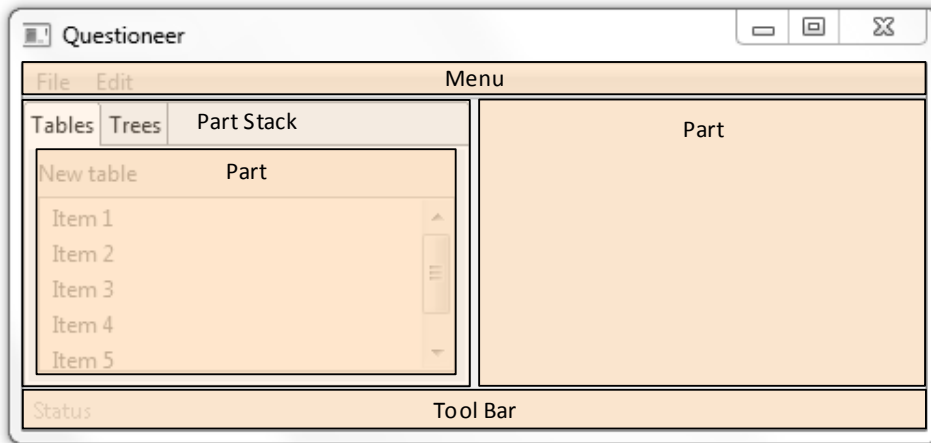 Questioneer
File Edit Menu
Tables Trees Part Stack
Part
New table Part
Item 1
Item 2
Item 3
Item 4
Item 5
Status Tool Bar